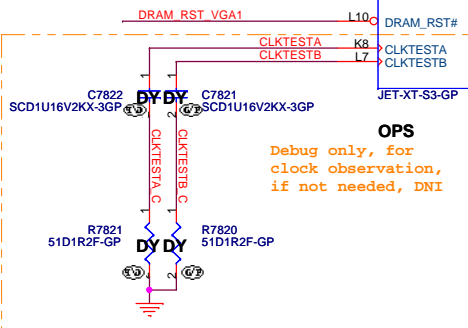 DRAM_RST_VGA1
L10
DRAM_RST#
CLKTESTA
K8
CLKTESTA
CLKTESTB
L7
CLKTESTB
JET-XT-S3-GP
C7822
SCD1U16V2KX-3GP
1
DY
2
C7821
SCD1U16V2KX-3GP
1
DY
2
OPS
Debug only, for
clock observation,
if not needed, DNI
CLKTESTA_C
CLKTESTB_C
R7821
51D1R2F-GP
1
DY
2
R7820
51D1R2F-GP
1
DY
2